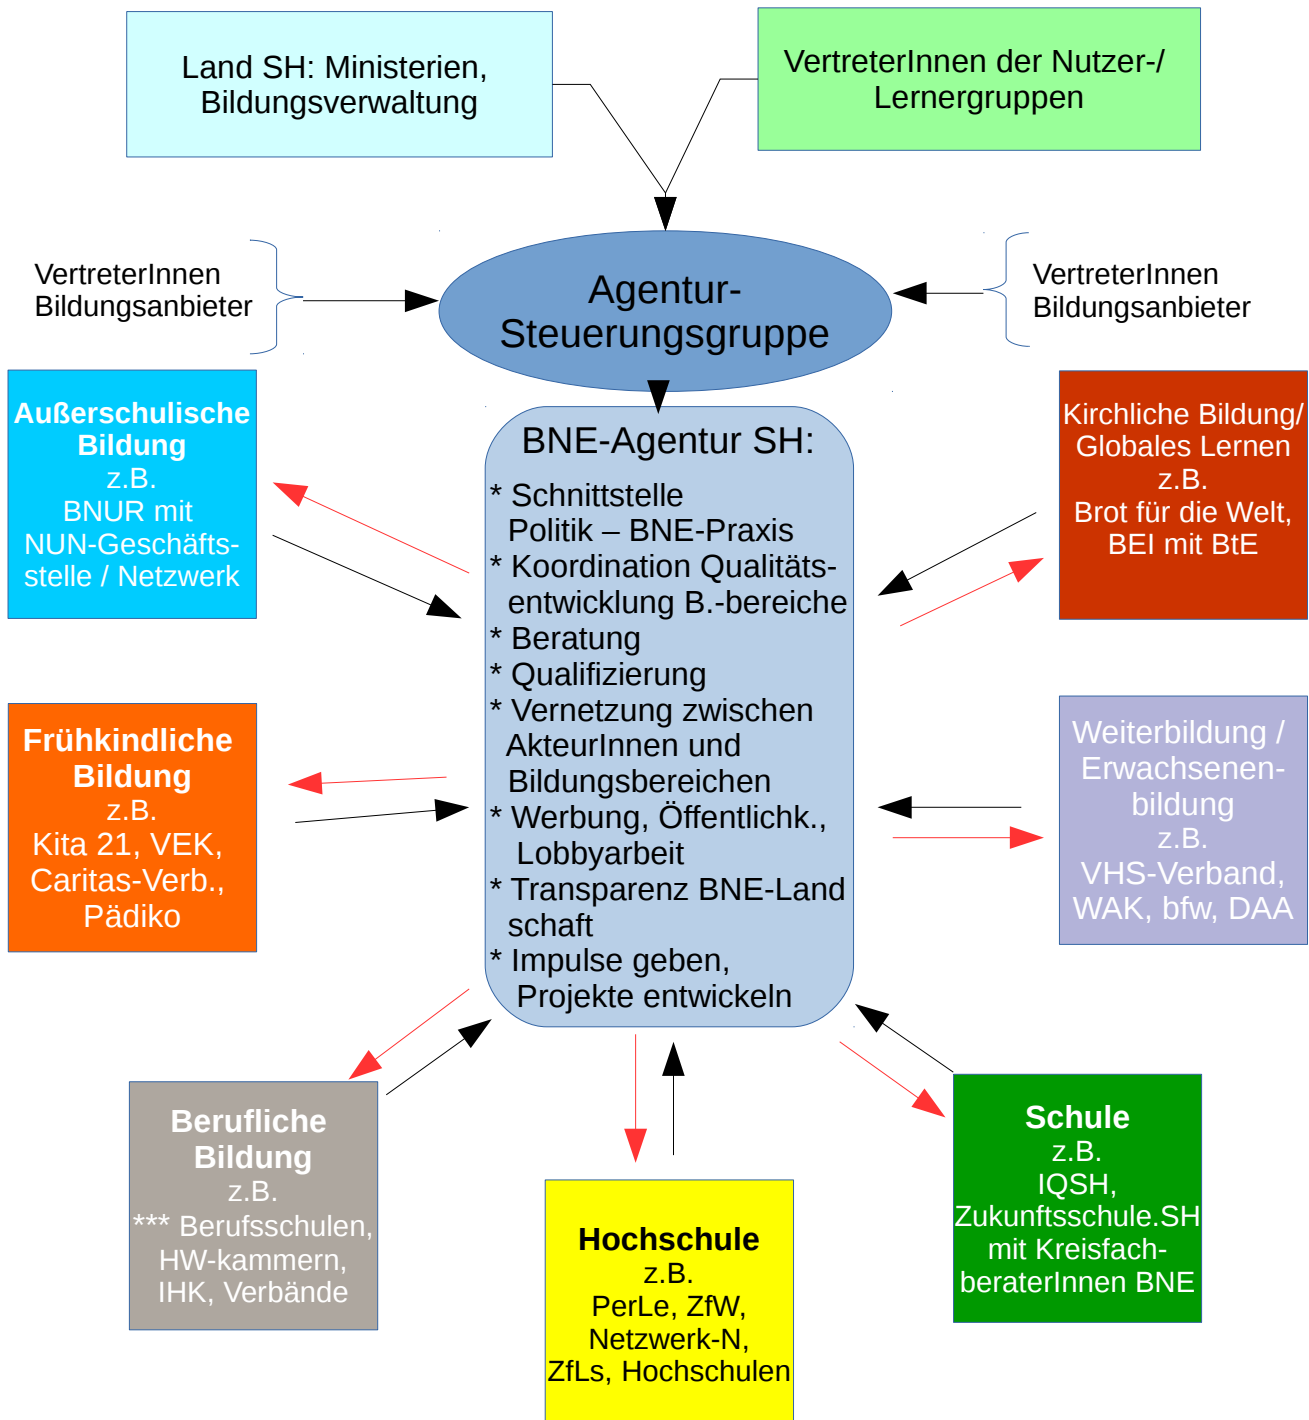 Land SH: Ministerien,
Bildungsverwaltung
VertreterInnen der Nutzer-/
Lernergruppen
VertreterInnen
Bildungsanbieter
Agentur-
Steuerungsgruppe
VertreterInnen
Bildungsanbieter
Außerschulische
Bildung
z.B.
BNUR mit
NUN-Geschäfts-
stelle / Netzwerk
BNE-Agentur SH:
* Schnittstelle
Politik – BNE-Praxis
* Koordination Qualitäts-
entwicklung B.-bereiche
* Beratung
* Qualifizierung
* Vernetzung zwischen
AkteurInnen und
Bildungsbereichen
* Werbung, Öffentlichk.,
Lobbyarbeit
* Transparenz BNE-Land
schaft
* Impulse geben,
Projekte entwickeln
Kirchliche Bildung/
Globales Lernen
z.B.
Brot für die Welt,
BEI mit BtE
Frühkindliche
Bildung
z.B.
Kita 21, VEK,
Caritas-Verb.,
Pädiko
Weiterbildung /
Erwachsenen-
bildung
z.B.
VHS-Verband,
WAK, bfw, DAA
Berufliche
Bildung
z.B.
*** Berufsschulen,
HW-kammern,
IHK, Verbände
Hochschule
z.B.
PerLe, ZfW,
Netzwerk-N,
ZfLs, Hochschulen
Schule
z.B.
IQSH,
Zukunftsschule.SH
mit Kreisfach-
beraterInnen BNE